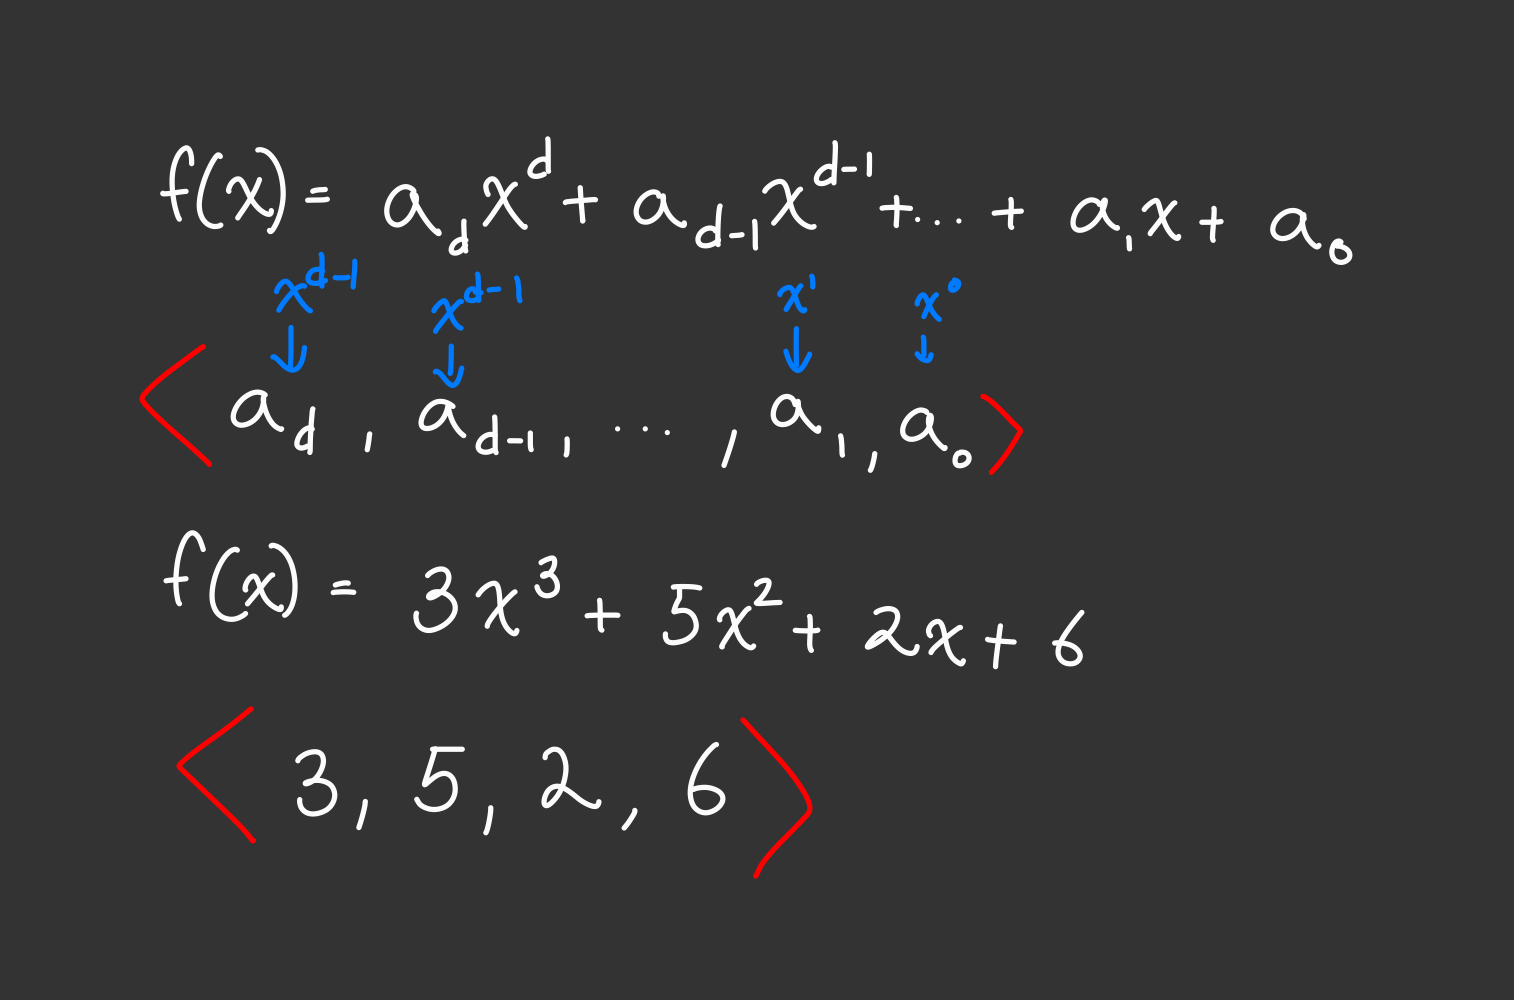 f(x) = a_d x^d + a_{d-1} x^{d-1} + ... + a_1 x + a_0
x^{d-1} x^{d-1} x^1 x^0
↓ ↓ ↓ ↓
< a_d , a_{d-1} , ... , a_1 , a_0 >
f(x) = 3x^3 + 5x^2 + 2x + 6
< 3 , 5 , 2 , 6 >